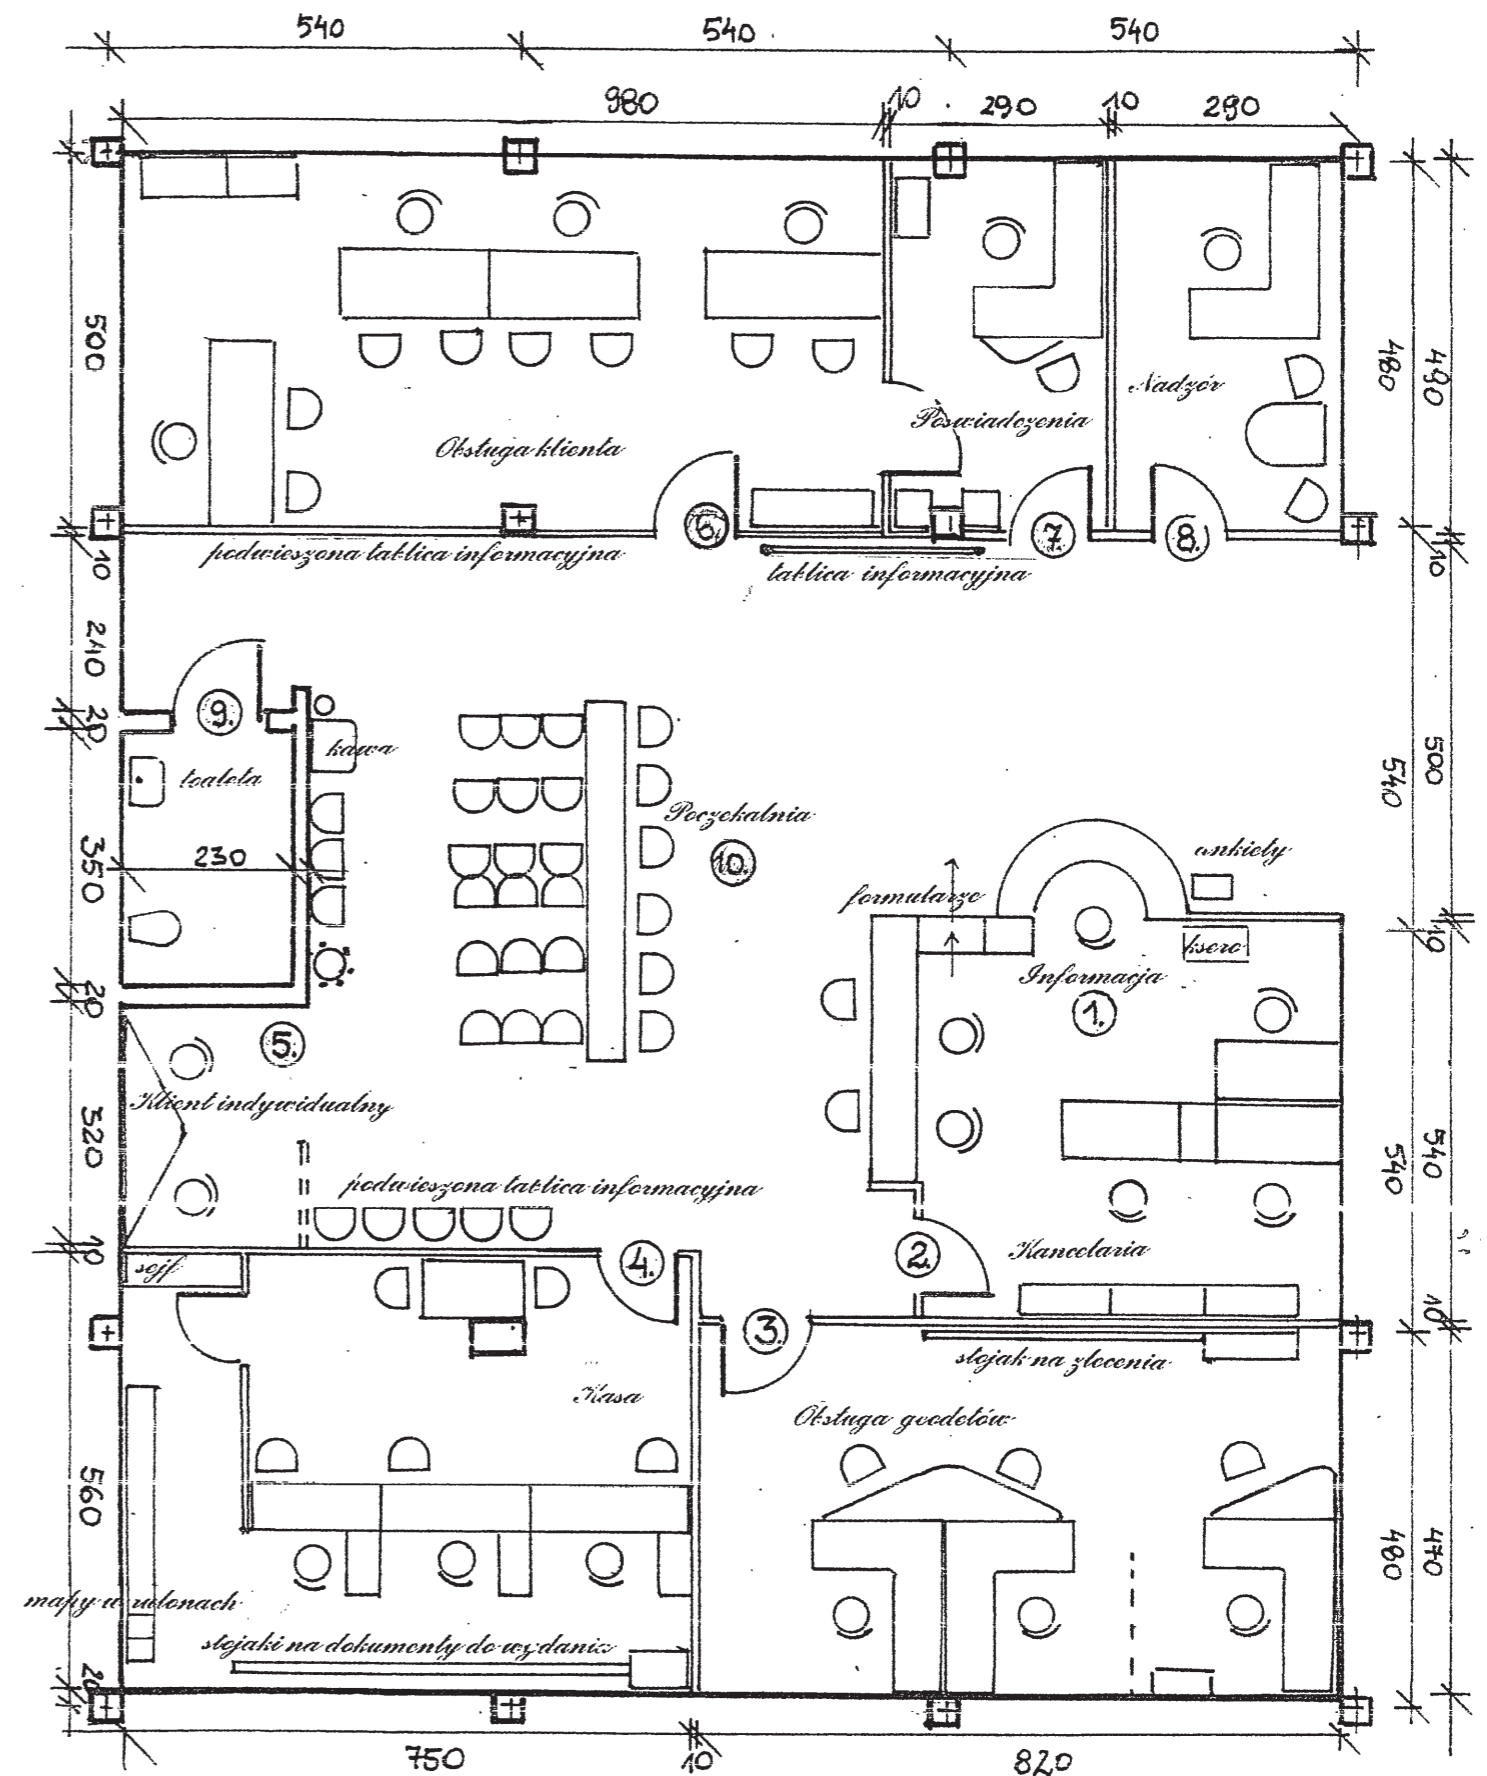 540 540 540
980 10 290 10 290
500
480
490
Nadzór
Poświadczenia
Obsługa klienta
6.
7.
8.
podwieszona tablica informacyjna
tablica informacyjna
10
10
210
20
9.
kawa
toaleta
500
540
Poczekalnia
10.
230
350
ankiety
formularze
ksero
10
Informacja
1.
20
5.
Klient indywidualny
320
540
540
podwieszona tablica informacyjna
10
sejf
4.
2.
Kancelaria
3.
10
stojak na zlecenia
Kasa
Obsługa geodetów
560
480
470
mapy w rulonach
stojaki na dokumenty do wydania
20
750 10 820